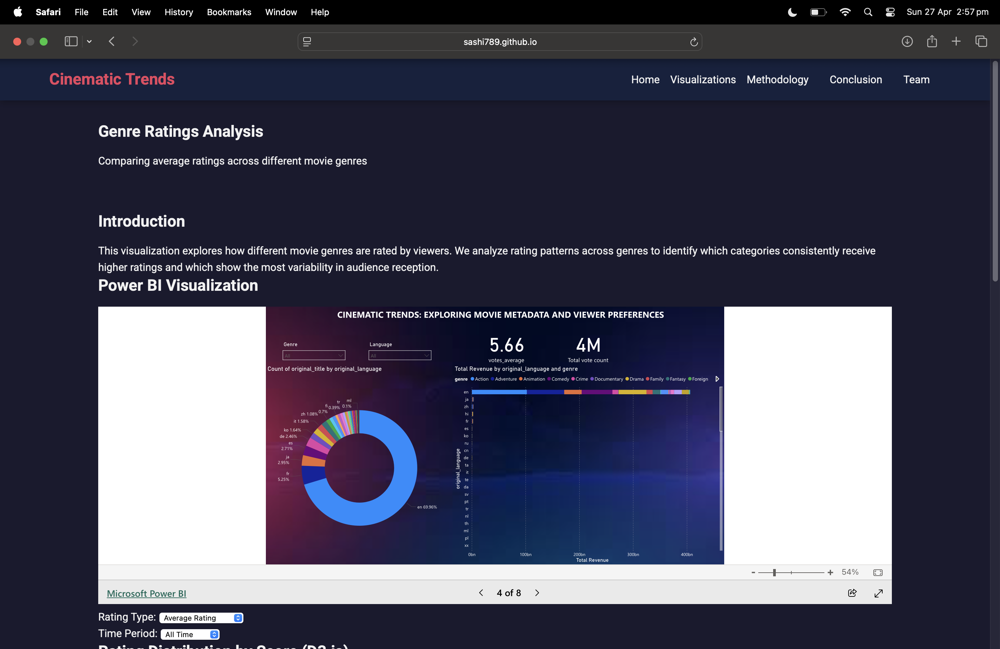 Safari File Edit View History Bookmarks Window Help Sun 27 Apr 2:57 pm
sashi789.github.io
Cinematic Trends Home Visualizations Methodology Conclusion Team
Genre Ratings Analysis
Comparing average ratings across different movie genres
Introduction
This visualization explores how different movie genres are rated by viewers. We analyze rating patterns across genres to identify which categories consistently receive
higher ratings and which show the most variability in audience reception.
Power BI Visualization
CINEMATIC TRENDS: EXPLORING MOVIE METADATA AND VIEWER PREFERENCES
Genre
All
Language
All
5.66
votes_average
4M
Total vote count
Count of original_title by original_language
ml
0.1%
tr
0.39%
fi
0.7%
zh 1.08%
it 1.58%
ko 1.64%
de 2.46%
es
2.71%
ja
2.95%
fr
5.25%
en 69.96%
Total Revenue by original_language and genre
genre Action Adventure Animation Comedy Crime Documentary Drama Family Fantasy Foreign
original_language
en
ja
zh
hi
fr
es
ko
ru
cn
de
ta
it
te
da
sv
pt
tr
nl
th
ml
pl
xx
0bn 100bn 200bn 300bn 400bn
Total Revenue
- + 54%
Microsoft Power BI 4 of 8
Rating Type: Average Rating
Time Period: All Time
Rating Distribution by Score (D3.js)